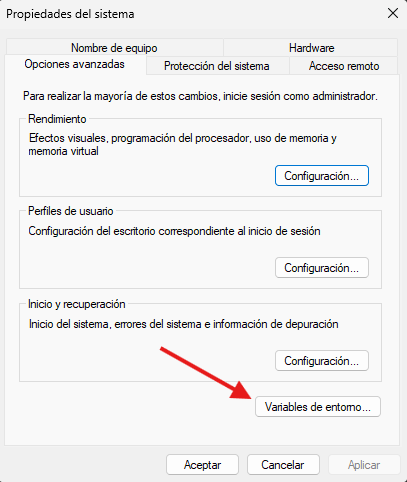 Propiedades del sistema
Nombre de equipo
Hardware
Opciones avanzadas
Protección del sistema
Acceso remoto
Para realizar la mayoría de estos cambios, inicie sesión como administrador.
Rendimiento
Efectos visuales, programación del procesador, uso de memoria y
memoria virtual
Configuración...
Perfiles de usuario
Configuración del escritorio correspondiente al inicio de sesión
Configuración...
Inicio y recuperación
Inicio del sistema, errores del sistema e información de depuración
Configuración...
Variables de entorno...
Aceptar
Cancelar
Aplicar